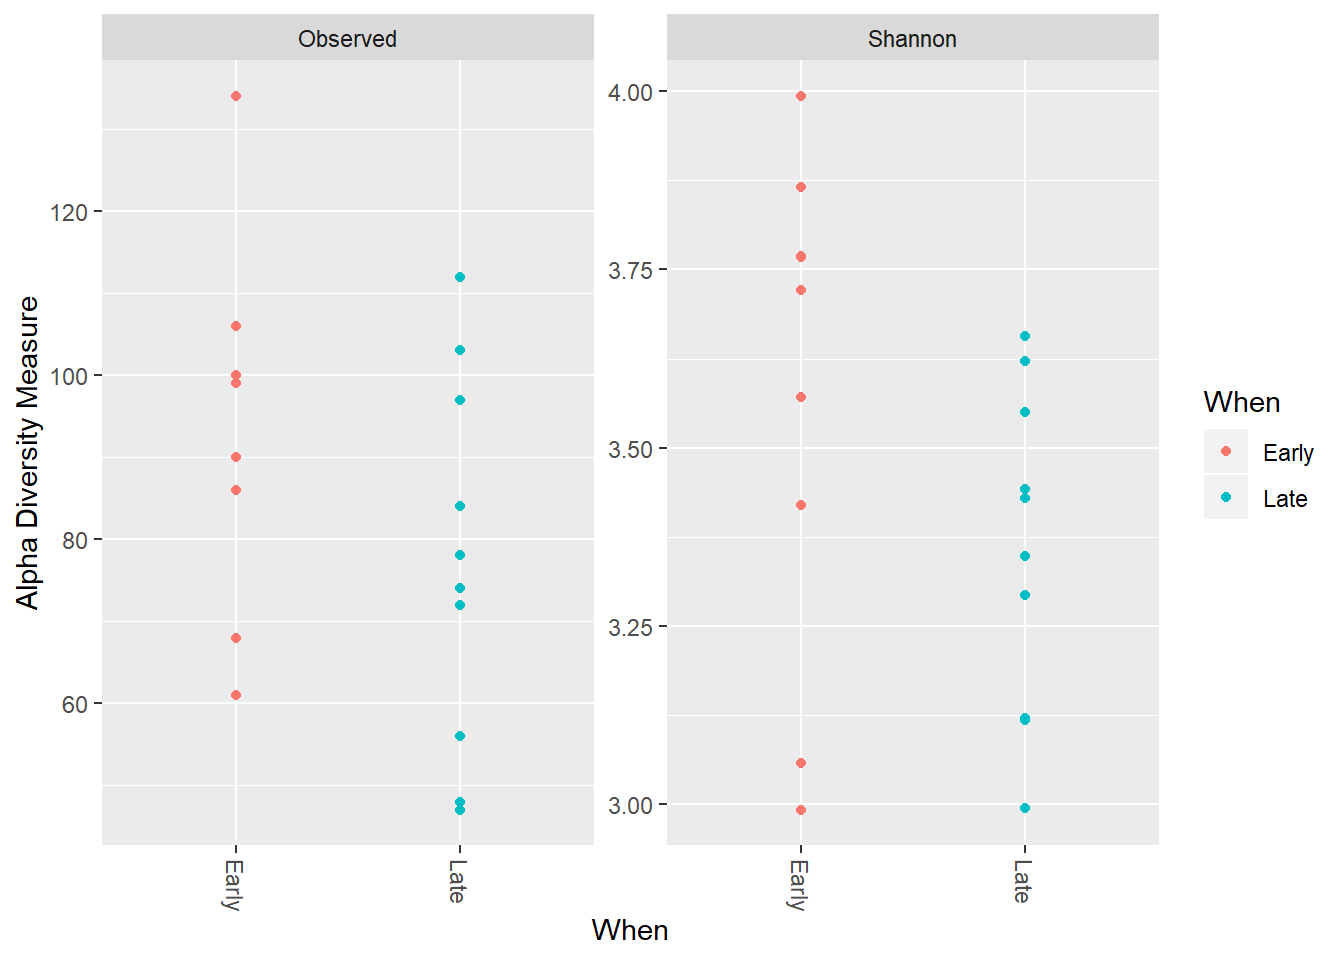 Observed
Shannon
Alpha Diversity Measure
120
100
80
60
4.00
3.75
3.50
3.25
3.00
Early
Late
Early
Late
When
When
Early
Late